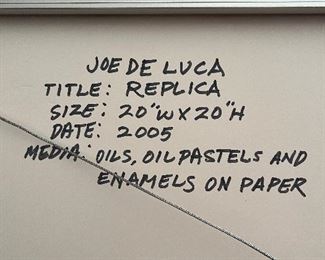 JOE DE LUCA
TITLE: REPLICA
SIZE: 20"W X 20"H
DATE: 2005
MEDIA: OILS, OIL PASTELS AND
ENAMELS ON PAPER